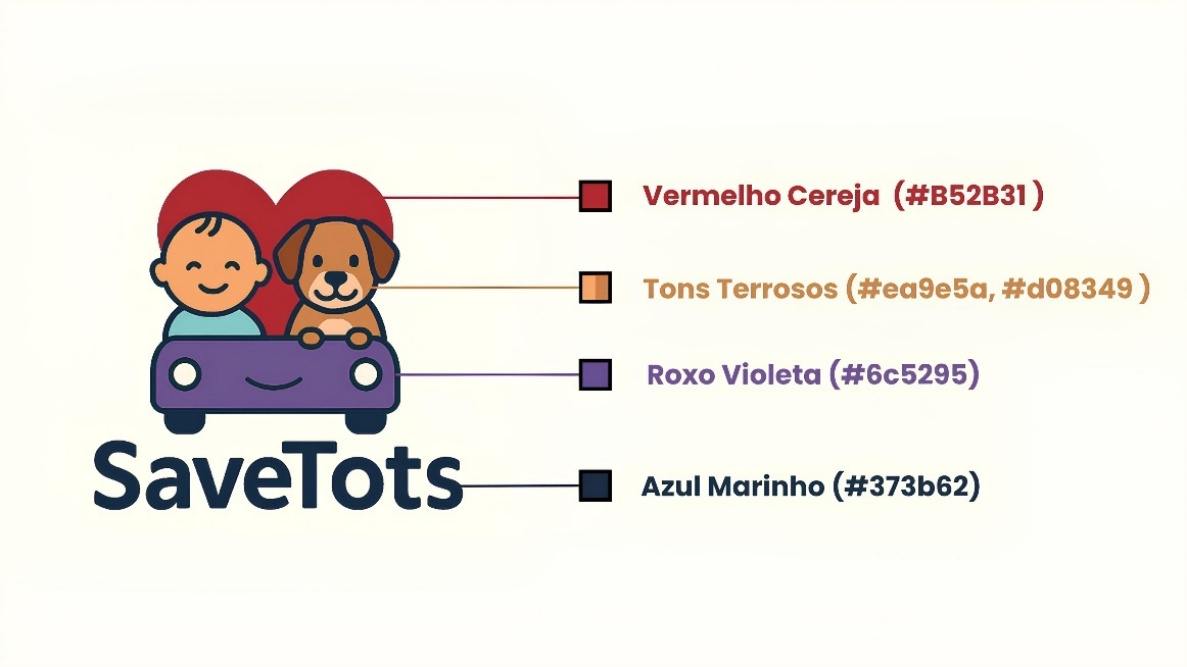 Vermelho Cereja (#B52B31 )
Tons Terrosos (#ea9e5a, #d08349 )
Roxo Violeta (#6c5295)
SaveTots
Azul Marinho (#373b62)